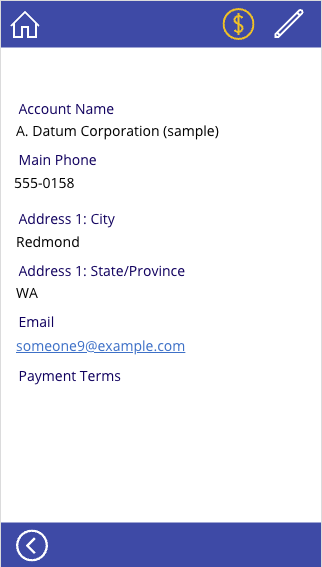 Account Name
A. Datum Corporation (sample)
Main Phone
555-0158
Address 1: City
Redmond
Address 1: State/Province
WA
Email
someone9@example.com
Payment Terms